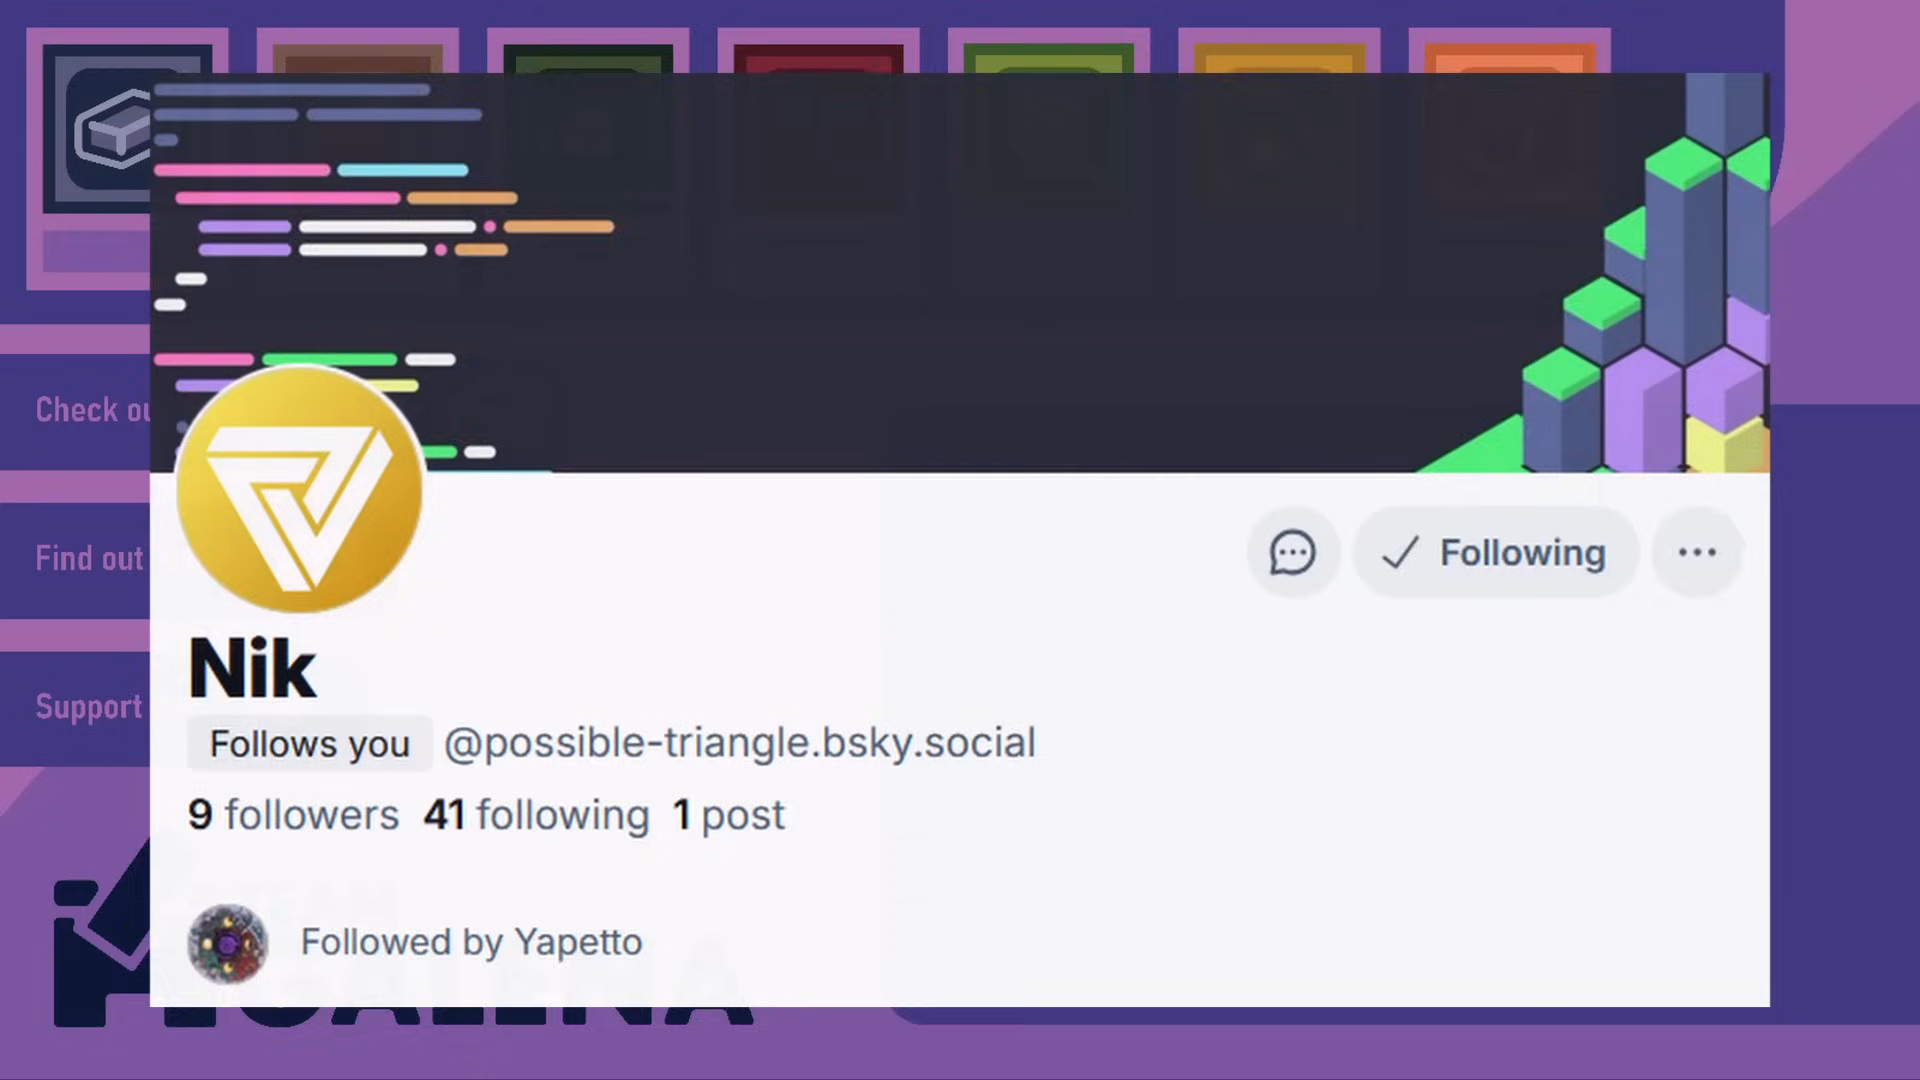 Check ou
Find out
Support
Following
Nik
Follows you @possible-triangle.bsky.social
9 followers 41 following 1 post
Followed by Yapetto
GALENA